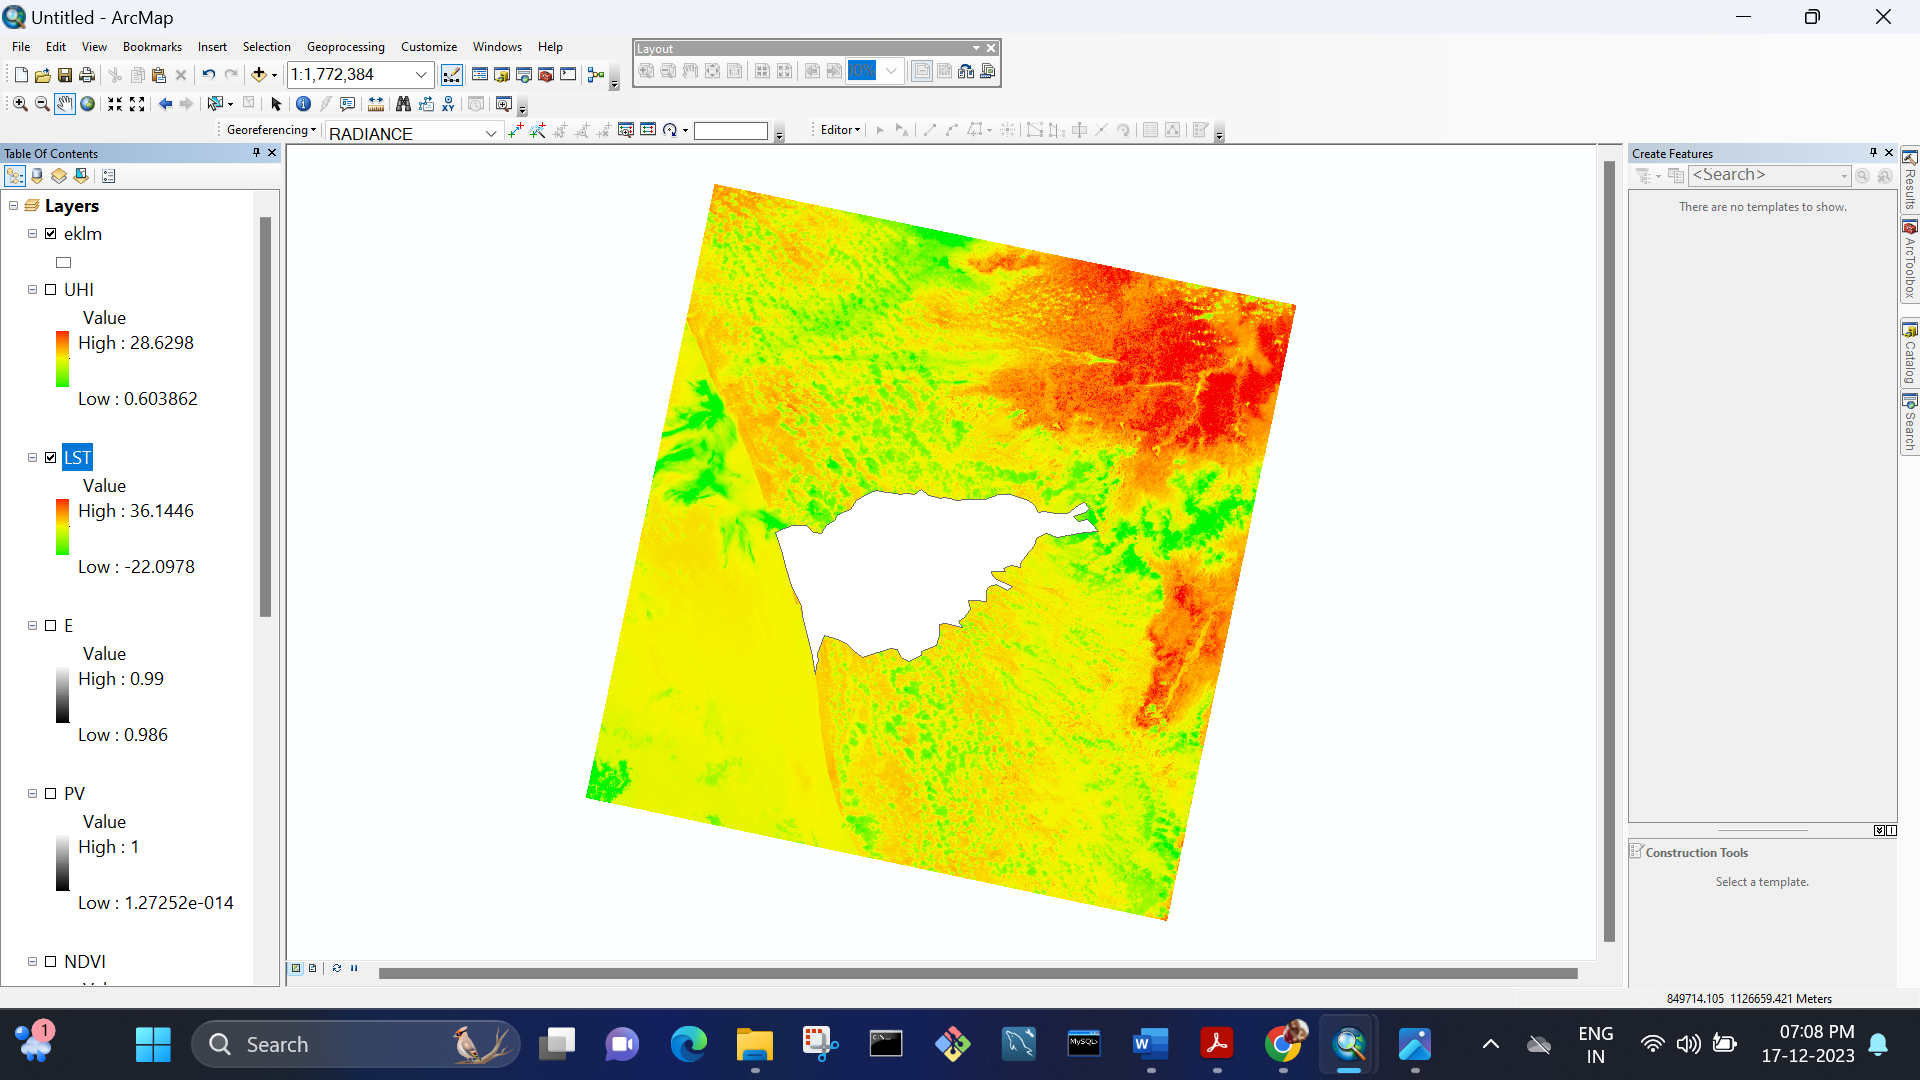 Untitled - ArcMap
File Edit View Bookmarks Insert Selection Geoprocessing Customize Windows Help
Layout
1:1,772,384
Georeferencing
RADIANCE
Editor
Table Of Contents
Layers
eklm
UHI
Value
High : 28.6298
Low : 0.603862
LST
Value
High : 36.1446
Low : -22.0978
E
Value
High : 0.99
Low : 0.986
PV
Value
High : 1
Low : 1.27252e-014
NDVI
Create Features
<Search>
There are no templates to show.
Construction Tools
Select a template.
Results
ArcToolbox
Catalog
Search
849714.105 1126659.421 Meters
1
Search
MySQL
ENG
IN
07:08 PM
17-12-2023